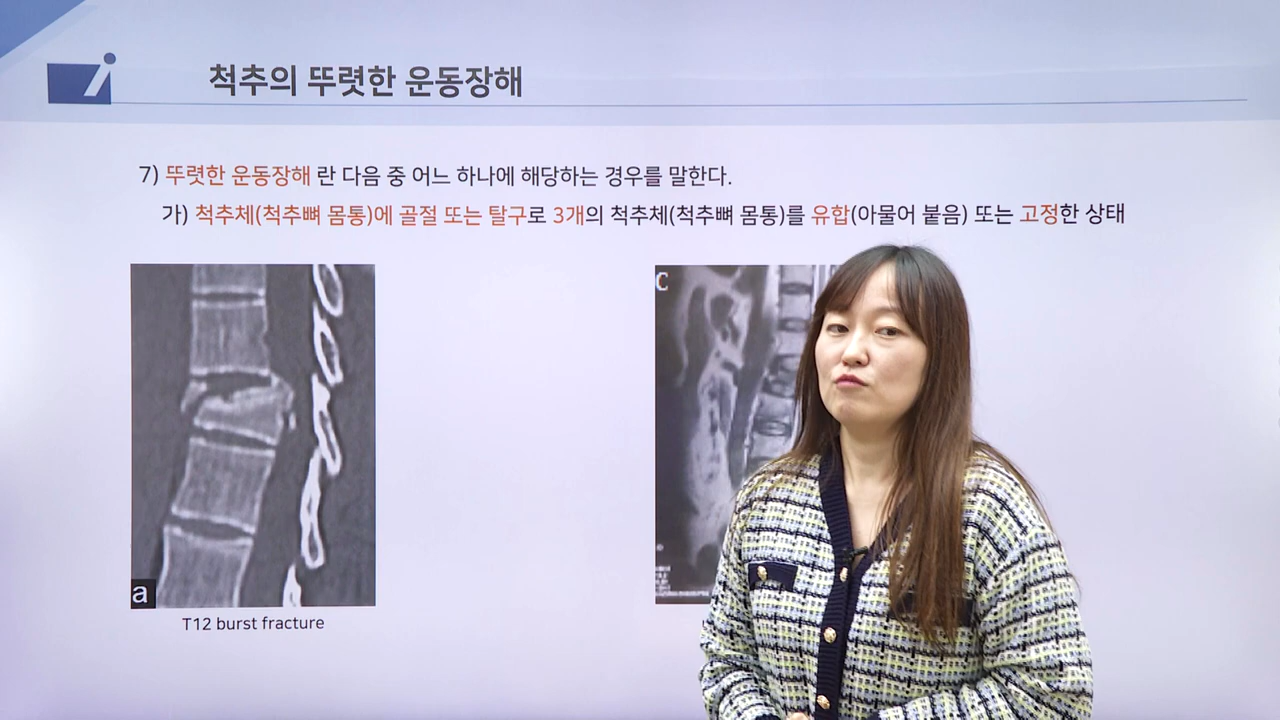 척추의 뚜렷한 운동장해
7) 뚜렷한 운동장해 란 다음 중 어느 하나에 해당하는 경우를 말한다.
가) 척추체(척추뼈 몸통)에 골절 또는 탈구로 3개의 척추체(척추뼈 몸통)를 유합(아물어 붙음) 또는 고정한 상태
C
a
T12 burst fracture